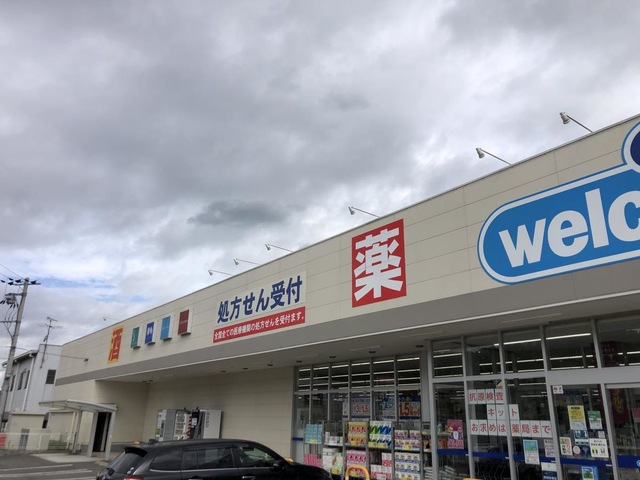 酒
処方せん受付
全国全ての医療機関の処方せんを受付ます。
薬
welc
抗原検査
キット
お求めは薬局まで